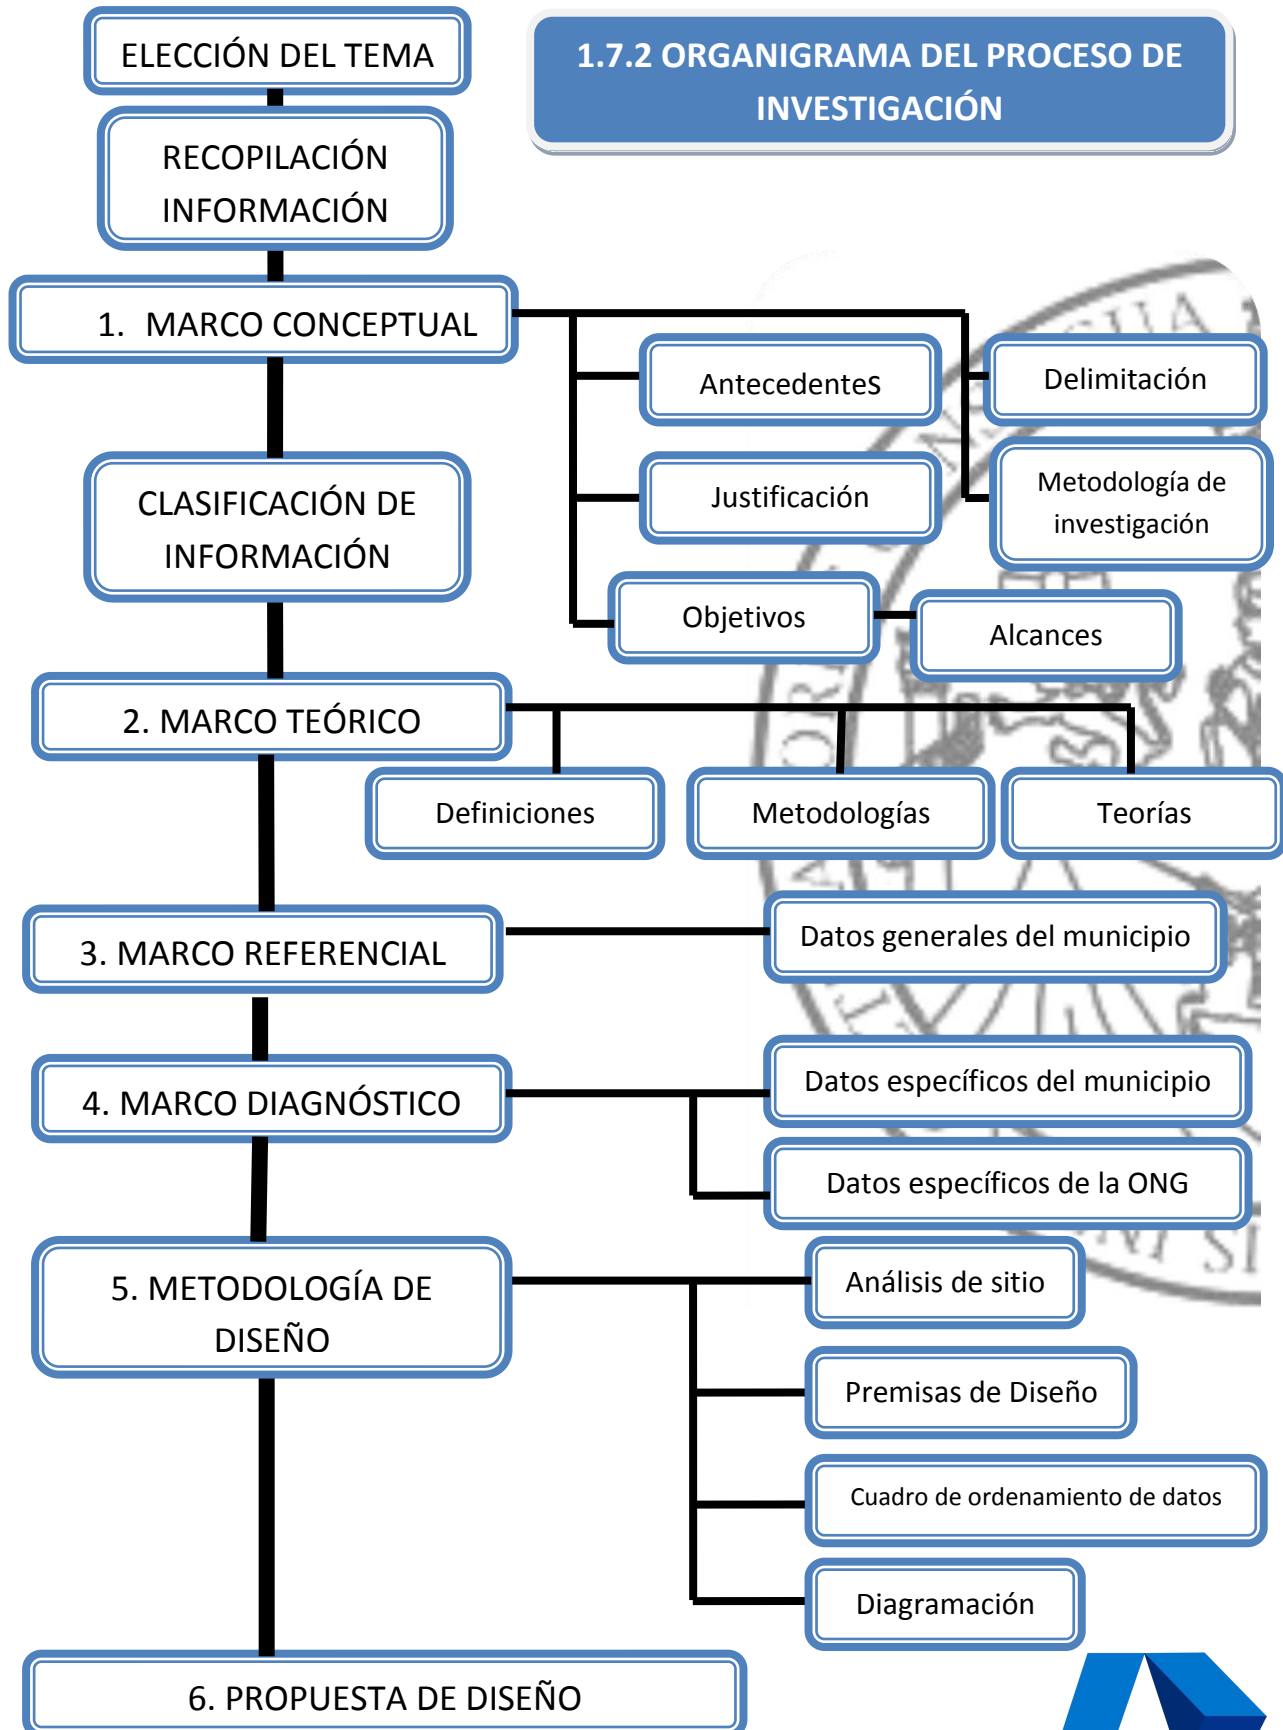 ELECCIÓN DEL TEMA
1.7.2 ORGANIGRAMA DEL PROCESO DE
INVESTIGACIÓN
RECOPILACIÓN
INFORMACIÓN
1. MARCO CONCEPTUAL
Antecedentes
Delimitación
Justificación
Metodología de
investigación
Objetivos
Alcances
CLASIFICACIÓN DE
INFORMACIÓN
2. MARCO TEÓRICO
Definiciones
Metodologías
Teorías
3. MARCO REFERENCIAL
Datos generales del municipio
4. MARCO DIAGNÓSTICO
Datos específicos del municipio
Datos específicos de la ONG
5. METODOLOGÍA DE
DISEÑO
Análisis de sitio
Premisas de Diseño
Cuadro de ordenamiento de datos
Diagramación
6. PROPUESTA DE DISEÑO